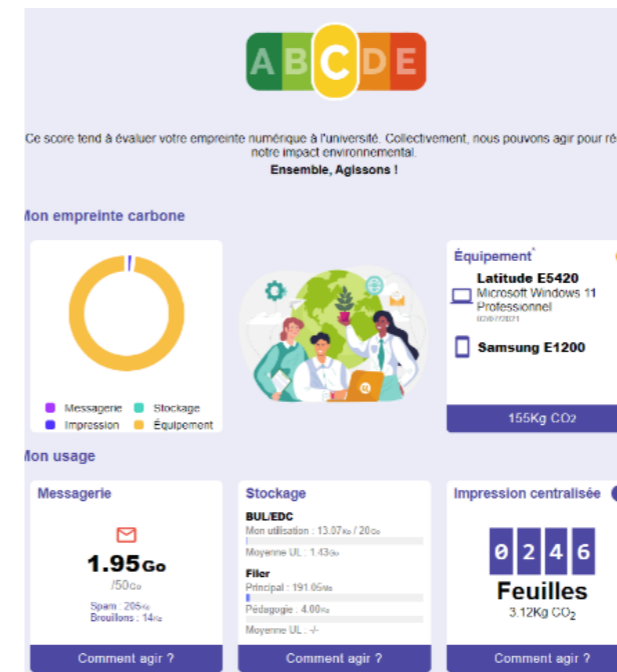 A B C D E
Ce score tend à évaluer votre empreinte numérique à l'université. Collectivement, nous pouvons agir pour ré
notre impact environnemental.
Ensemble, Agissons !
Mon empreinte carbone
Messagerie
Stockage
Impression
Équipement
Équipement*
Latitude E5420
Microsoft Windows 11
Professionnel
Samsung E1200
155Kg CO2
Mon usage
Messagerie
1.95Go
/50Go
Spam : 205Ko
Brouillons : 14Ko
Comment agir ?
Stockage
BUL/EDC
Mon utilisation : 13.07Ko / 20Go
Moyenne UL : 1.43Go
Filer
Principal : 191.05Mo
Pédagogie : 4.00Ko
Moyenne UL : -/-
Comment agir ?
Impression centralisée
0 2 4 6
Feuilles
3.12Kg CO2
Comment agir ?